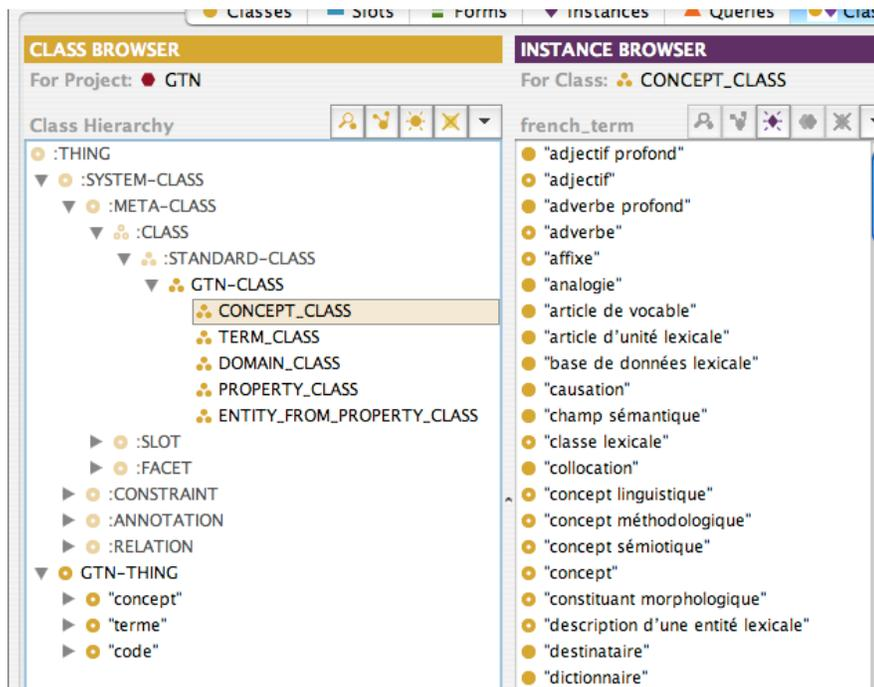 Classes Slots Forms Instances Queries Clas
CLASS BROWSER
For Project: GTN
Class Hierarchy
:THING
:SYSTEM-CLASS
:META-CLASS
:CLASS
:STANDARD-CLASS
GTN-CLASS
CONCEPT_CLASS
TERM_CLASS
DOMAIN_CLASS
PROPERTY_CLASS
ENTITY_FROM_PROPERTY_CLASS
:SLOT
:FACET
:CONSTRAINT
:ANNOTATION
:RELATION
GTN-THING
"concept"
"terme"
"code"
INSTANCE BROWSER
For Class: CONCEPT_CLASS
french_term
"adjectif profond"
"adjectif"
"adverbe profond"
"adverbe"
"affixe"
"analogie"
"article de vocable"
"article d'unité lexicale"
"base de données lexicale"
"causation"
"champ sémantique"
"classe lexicale"
"collocation"
"concept linguistique"
"concept méthodologique"
"concept sémiotique"
"concept"
"constituant morphologique"
"description d'une entité lexicale"
"destinataire"
"dictionnaire"